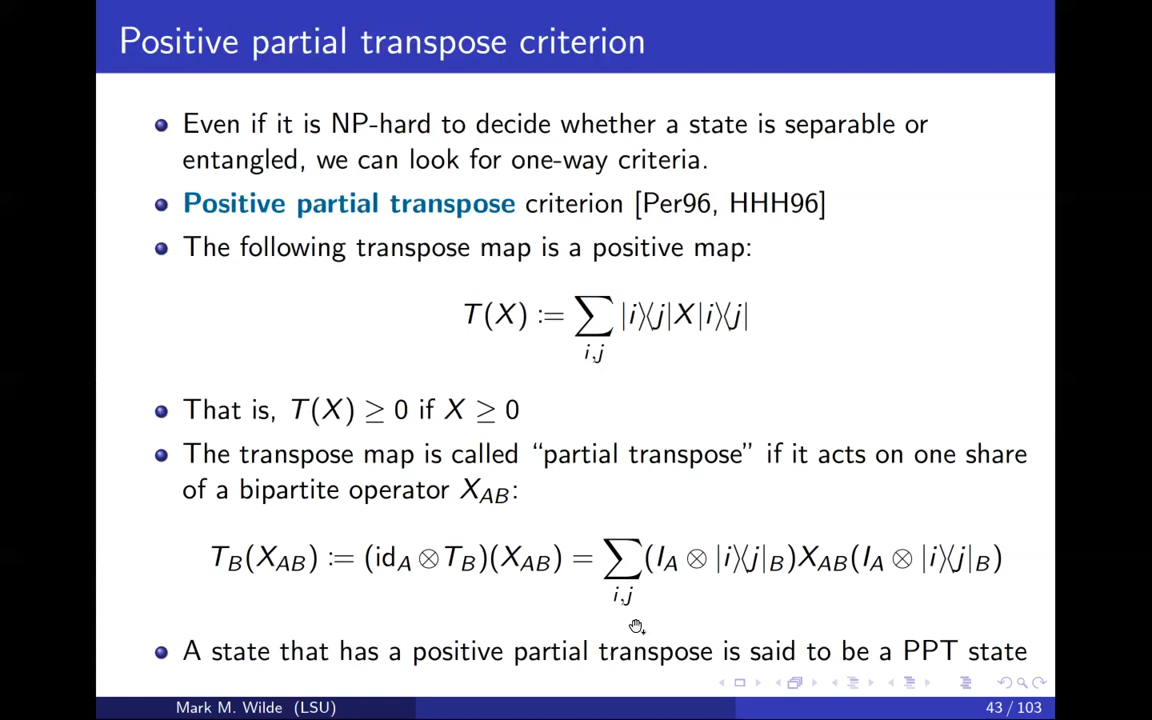 Positive partial transpose criterion
Even if it is NP-hard to decide whether a state is separable or
entangled, we can look for one-way criteria.
Positive partial transpose criterion [Per96, HHH96]
The following transpose map is a positive map:
T(X) := ∑_{i,j} |i⟩⟨j|X|i⟩⟨j|
That is, T(X) ≥ 0 if X ≥ 0
The transpose map is called “partial transpose” if it acts on one share
of a bipartite operator X_{AB}:
T_B(X_{AB}) := (id_A ⊗ T_B)(X_{AB}) = ∑_{i,j} (I_A ⊗ |i⟩⟨j|_B)X_{AB}(I_A ⊗ |i⟩⟨j|_B)
A state that has a positive partial transpose is said to be a PPT state
Mark M. Wilde (LSU)
43 / 103